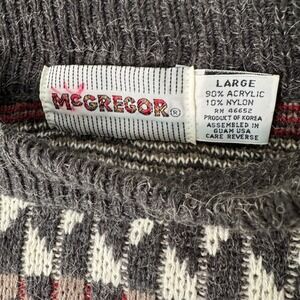 McGREGOR®
LARGE
90% ACRYLIC
10% NYLON
RN 46652
PRODUCT OF KOREA
ASSEMBLED IN
GUAM USA
CARE REVERSE